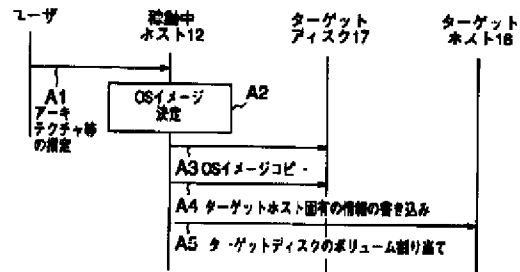 ユーザ
稼動中
ホスト12
ターゲット
ディスク17
ターゲット
ホスト16
A1
アーキ
テクチャ等
の指定
OSイメージ
決定
A2
A3 OSイメージコピー
A4 ターゲットホスト固有の情報の書き込み
A5 ターゲットディスクのボリューム割り当て